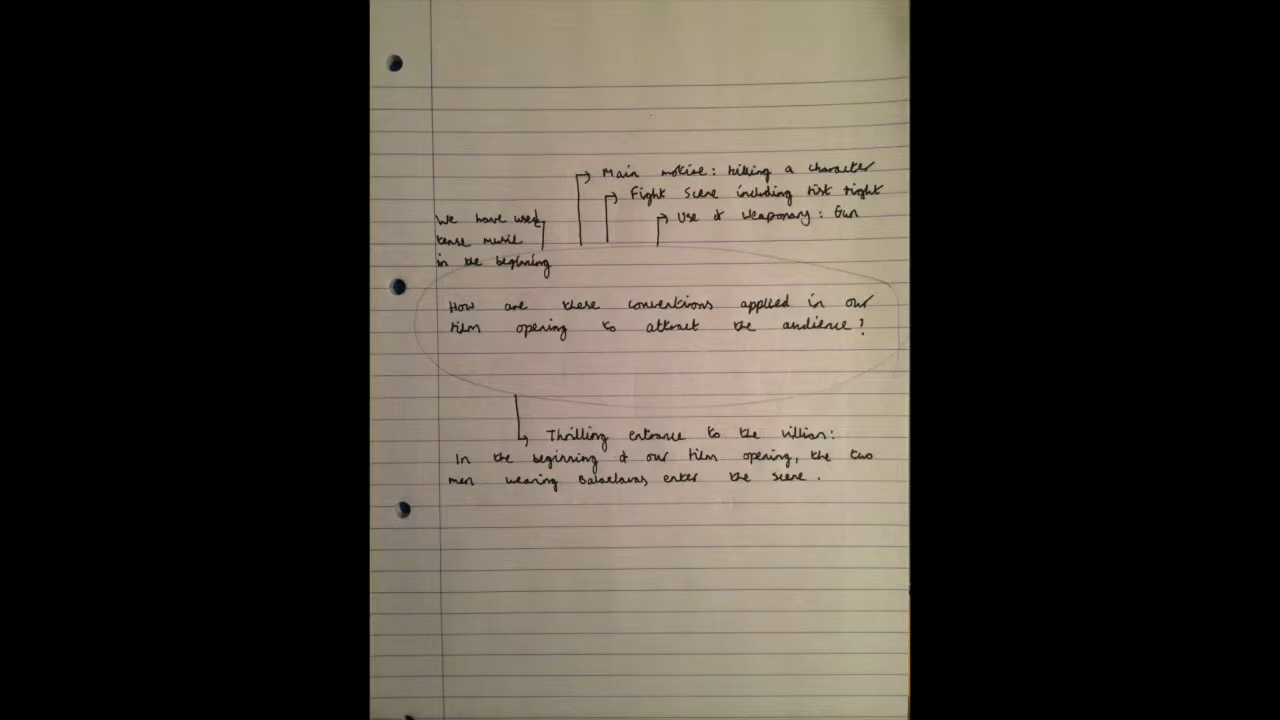 Main motive: killing a character
Fight Scene including fist fight
Use of weaponary: Gun
We have used
tense music
in the beginning
How are these conventions applied in our
film opening to attract the audience?
Thrilling entrance to the villian:
In the beginning of our film opening, the two
men wearing Balaclavas enter the scene.